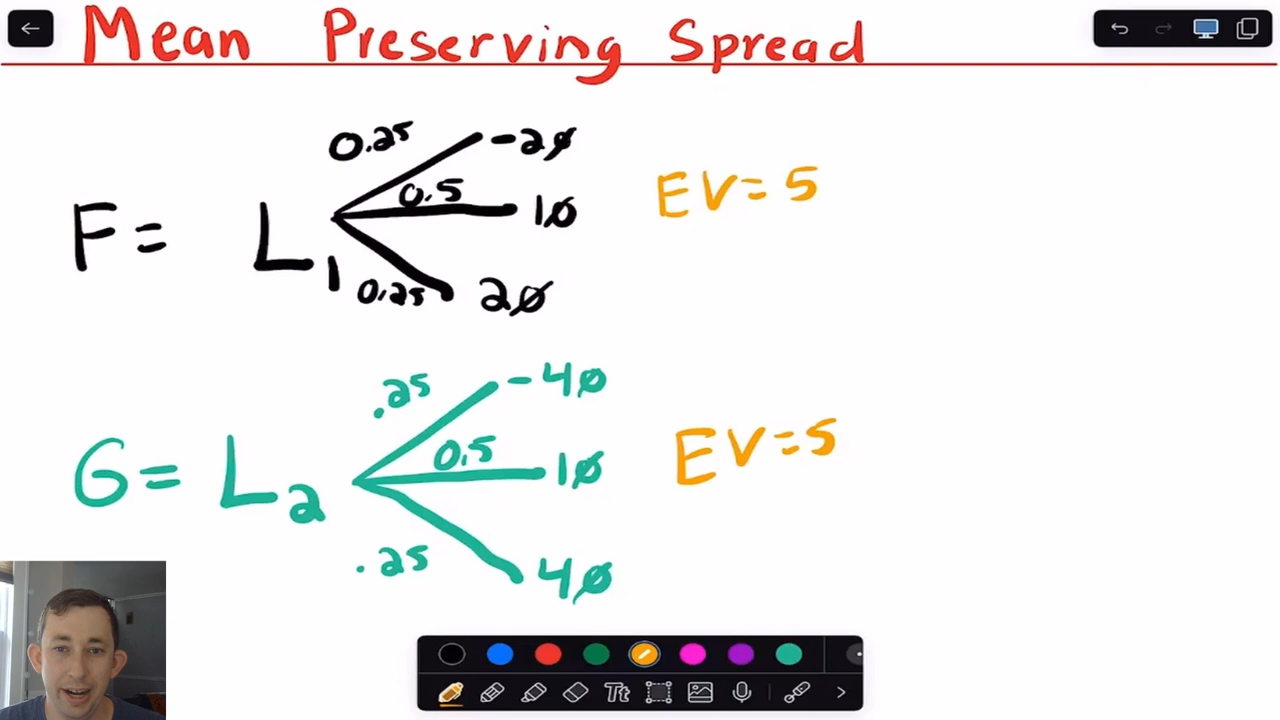 Mean Preserving Spread
0.25 -20
F = L1 0.5 10 EV = 5
0.25 20
.25 -40
G = L2 0.5 10 EV = 5
.25 40
Tt